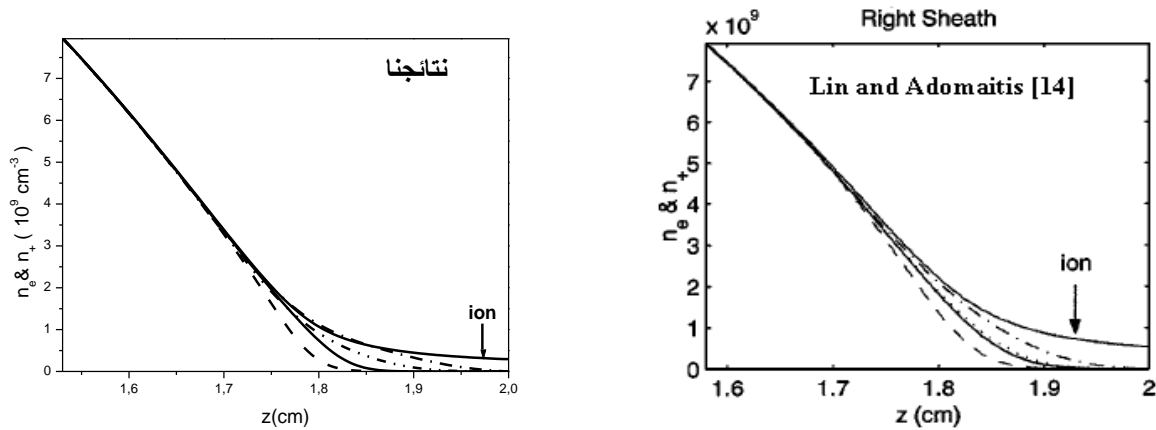 نتائجنا
7
6
5
4
3
2
1
0
n_e & n_+ ( 10^9 cm^-3
ion
1,6 1,7 1,8 1,9 2,0
z(cm)
Right Sheath
x 10^9
Lin and Adomaitis [14]
7
6
5
4
3
2
1
0
n_e & n_+
ion
1.6 1.7 1.8 1.9 2
z (cm)